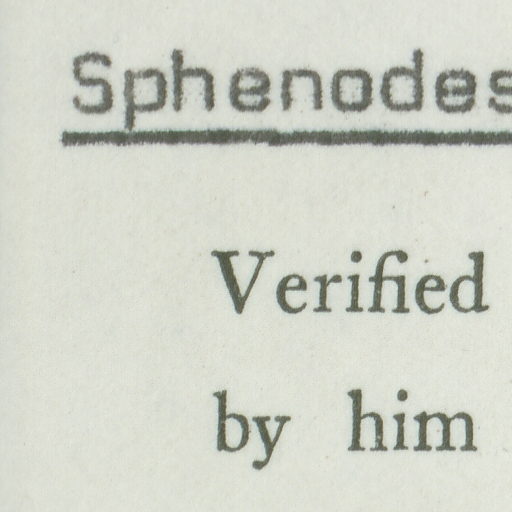 Sphenodes
Verified
by him